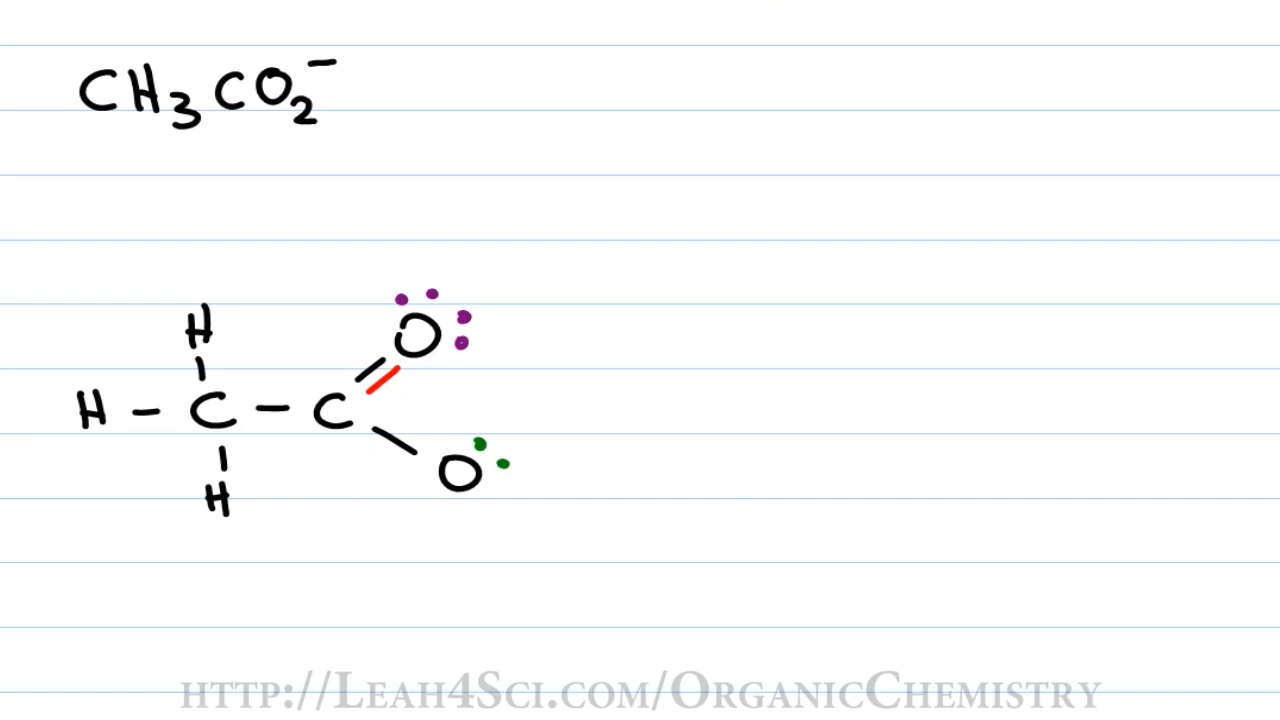 CH₃CO₂⁻
H O
H - C - C
H O
HTTP://LEAH4SCI.COM/ORGANICCHEMISTRY